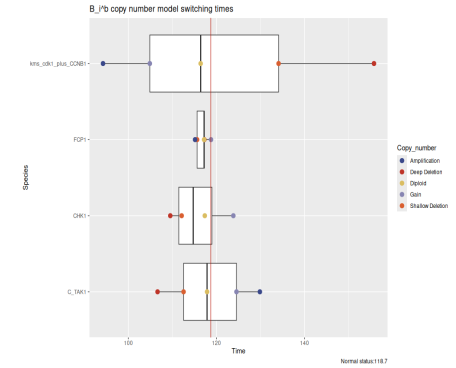 B_i^b copy number model switching times
kms_cdk1_plus_CCNB1
FCP1
CHK1
C_TAK1
Species
100
120
140
Time
Copy_number
Amplification
Deep Deletion
Diploid
Gain
Shallow Deletion
Normal status:118.7